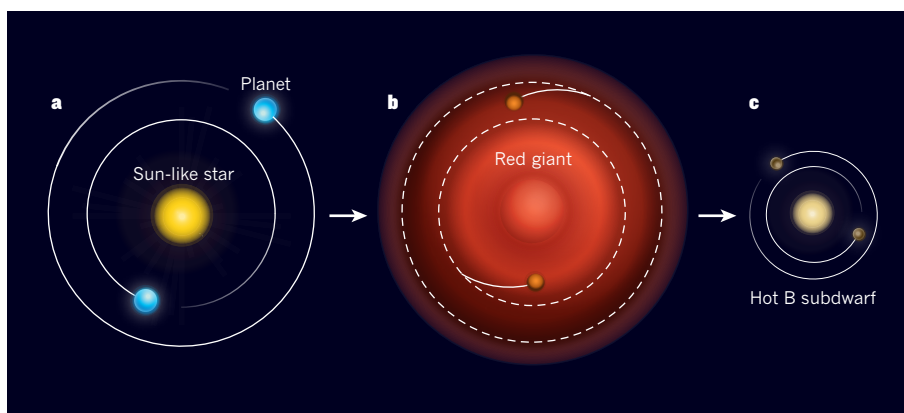 a
Planet
Sun-like star
b
Red giant
c
Hot B subdwarf